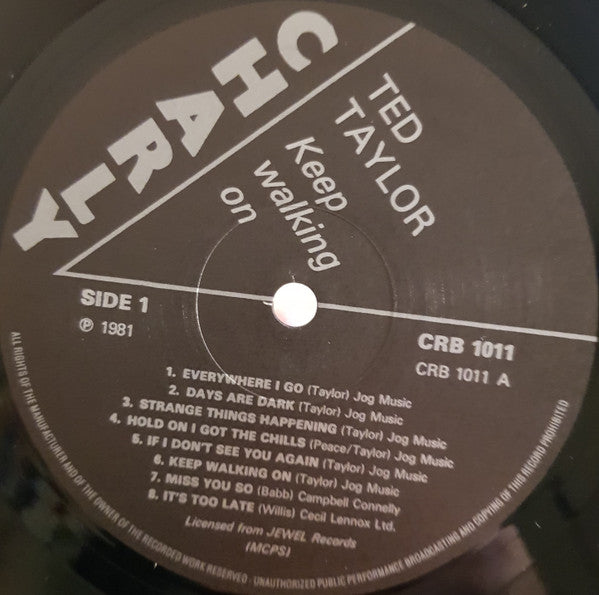 CHARLY
TED
TAYLOR
Keep
walking
on
SIDE 1
℗ 1981
CRB 1011
CRB 1011 A
1. EVERYWHERE I GO (Taylor) Jog Music
2. DAYS ARE DARK (Taylor) Jog Music
3. STRANGE THINGS HAPPENING (Taylor) Jog Music
4. HOLD ON I GOT THE CHILLS (Peace/Taylor) Jog Music
5. IF I DON'T SEE YOU AGAIN (Taylor) Jog Music
6. KEEP WALKING ON (Taylor) Jog Music
7. MISS YOU SO (Babb) Campbell Connelly
8. IT'S TOO LATE (Willis) Cecil Lennox Ltd.
Licensed from JEWEL Records
(MCPS)
ALL RIGHTS OF THE MANUFACTURER AND OF THE OWNER OF THE RECORDED WORK RESERVED - UNAUTHORIZED PUBLIC PERFORMANCE BROADCASTING AND COPYING OF THIS RECORD PROHIBITED